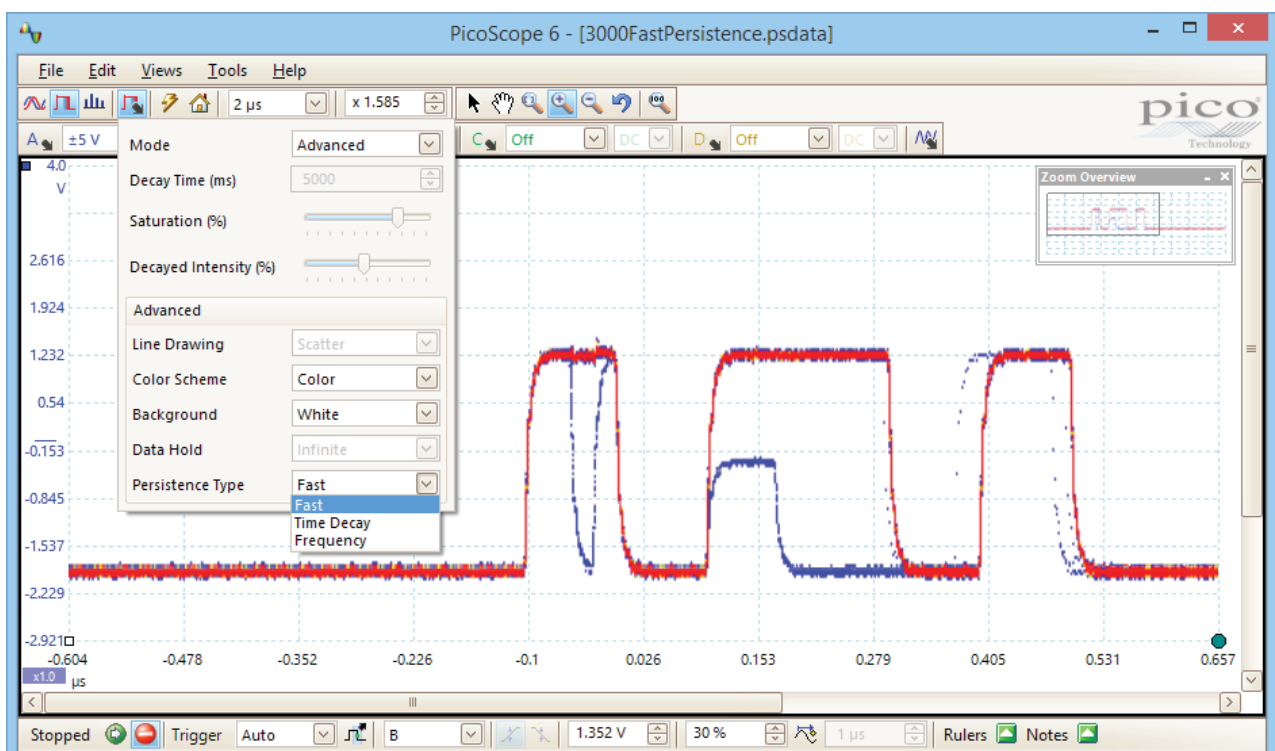 PicoScope 6 - [3000FastPersistence.psdata]
File Edit Views Tools Help
2 µs x 1.585 100
pico
Technology
A ±5 V C Off DC D Off DC
Mode Advanced
Decay Time (ms) 5000
Saturation (%)
Decayed Intensity (%)
Advanced
Line Drawing Scatter
Color Scheme Color
Background White
Data Hold Infinite
Persistence Type Fast
Fast
Time Decay
Frequency
Zoom Overview
4.0
V
2.616
1.924
1.232
0.54
-0.153
-0.845
-1.537
-2.229
-2.921
-0.604 -0.478 -0.352 -0.226 -0.1 0.026 0.153 0.279 0.405 0.531 0.657
x1.0 µs
Stopped Trigger Auto B 1.352 V 30 % 1 µs Rulers Notes